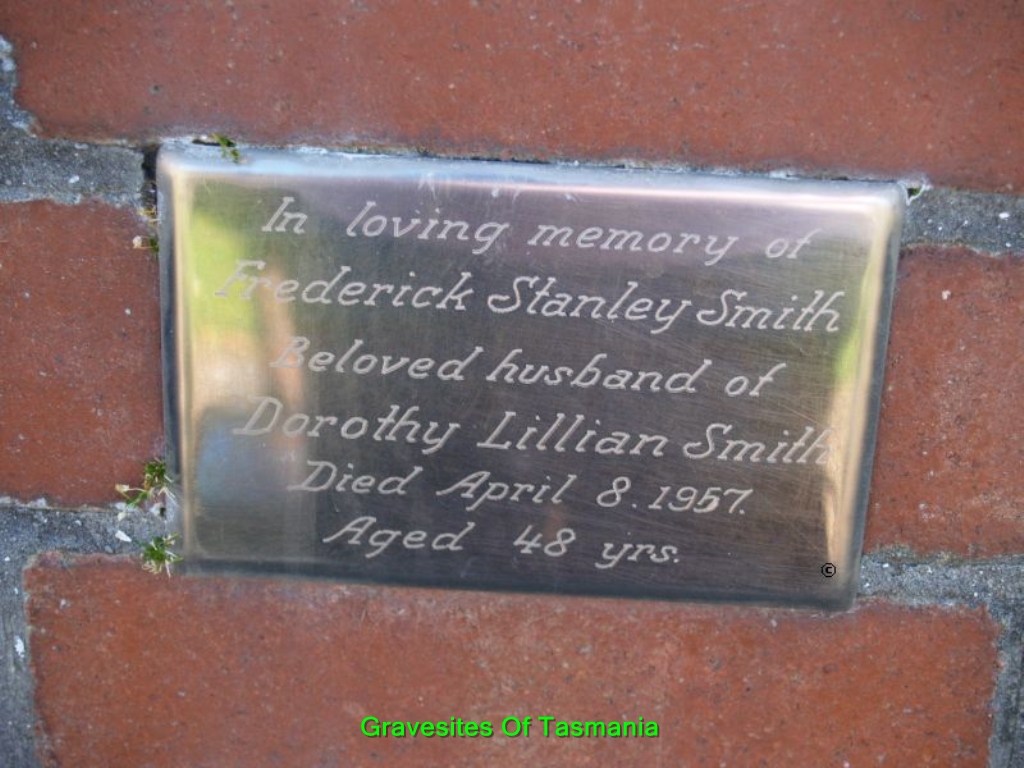 In loving memory of
Frederick Stanley Smith
Beloved husband of
Dorothy Lillian Smith
Died April 8. 1957.
Aged 48 yrs.
©
Gravesites Of Tasmania